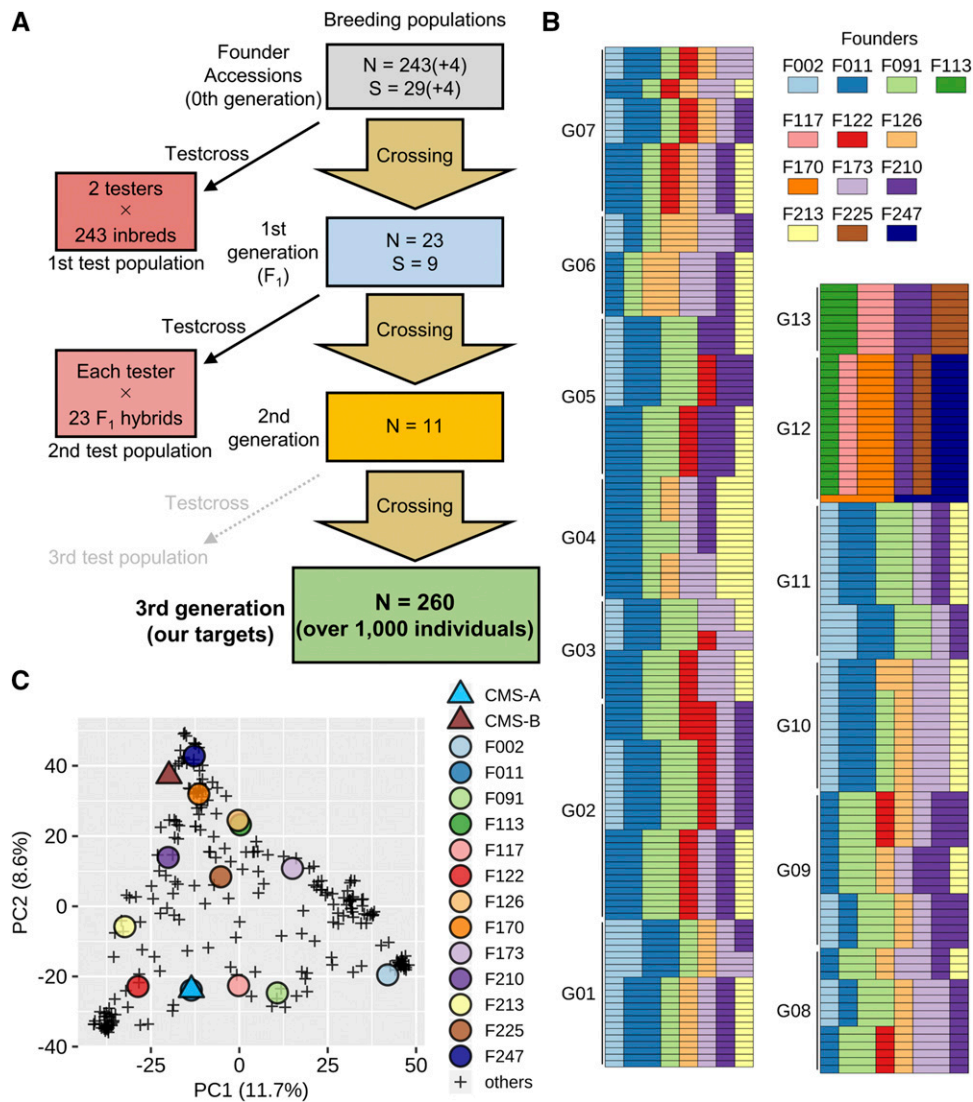 A
Breeding populations
Founder
Accessions
(0th generation)
N = 243(+4)
S = 29(+4)
Testcross
Crossing
2 testers
×
243 inbreds
1st test population
1st
generation
(F1)
N = 23
S = 9
Testcross
Crossing
Each tester
×
23 F1 hybrids
2nd test population
2nd
generation
N = 11
Testcross
Crossing
3rd test population
3rd generation
(our targets)
N = 260
(over 1,000 individuals)
B
G07
G06
G05
G04
G03
G02
G01
Founders
F002 F011 F091 F113
F117 F122 F126
F170 F173 F210
F213 F225 F247
G13
G12
G11
G10
G09
G08
C
PC2 (8.6%)
40
20
0
-20
-40
-25 0 25 50
PC1 (11.7%)
CMS-A
CMS-B
F002
F011
F091
F113
F117
F122
F126
F170
F173
F210
F213
F225
F247
others